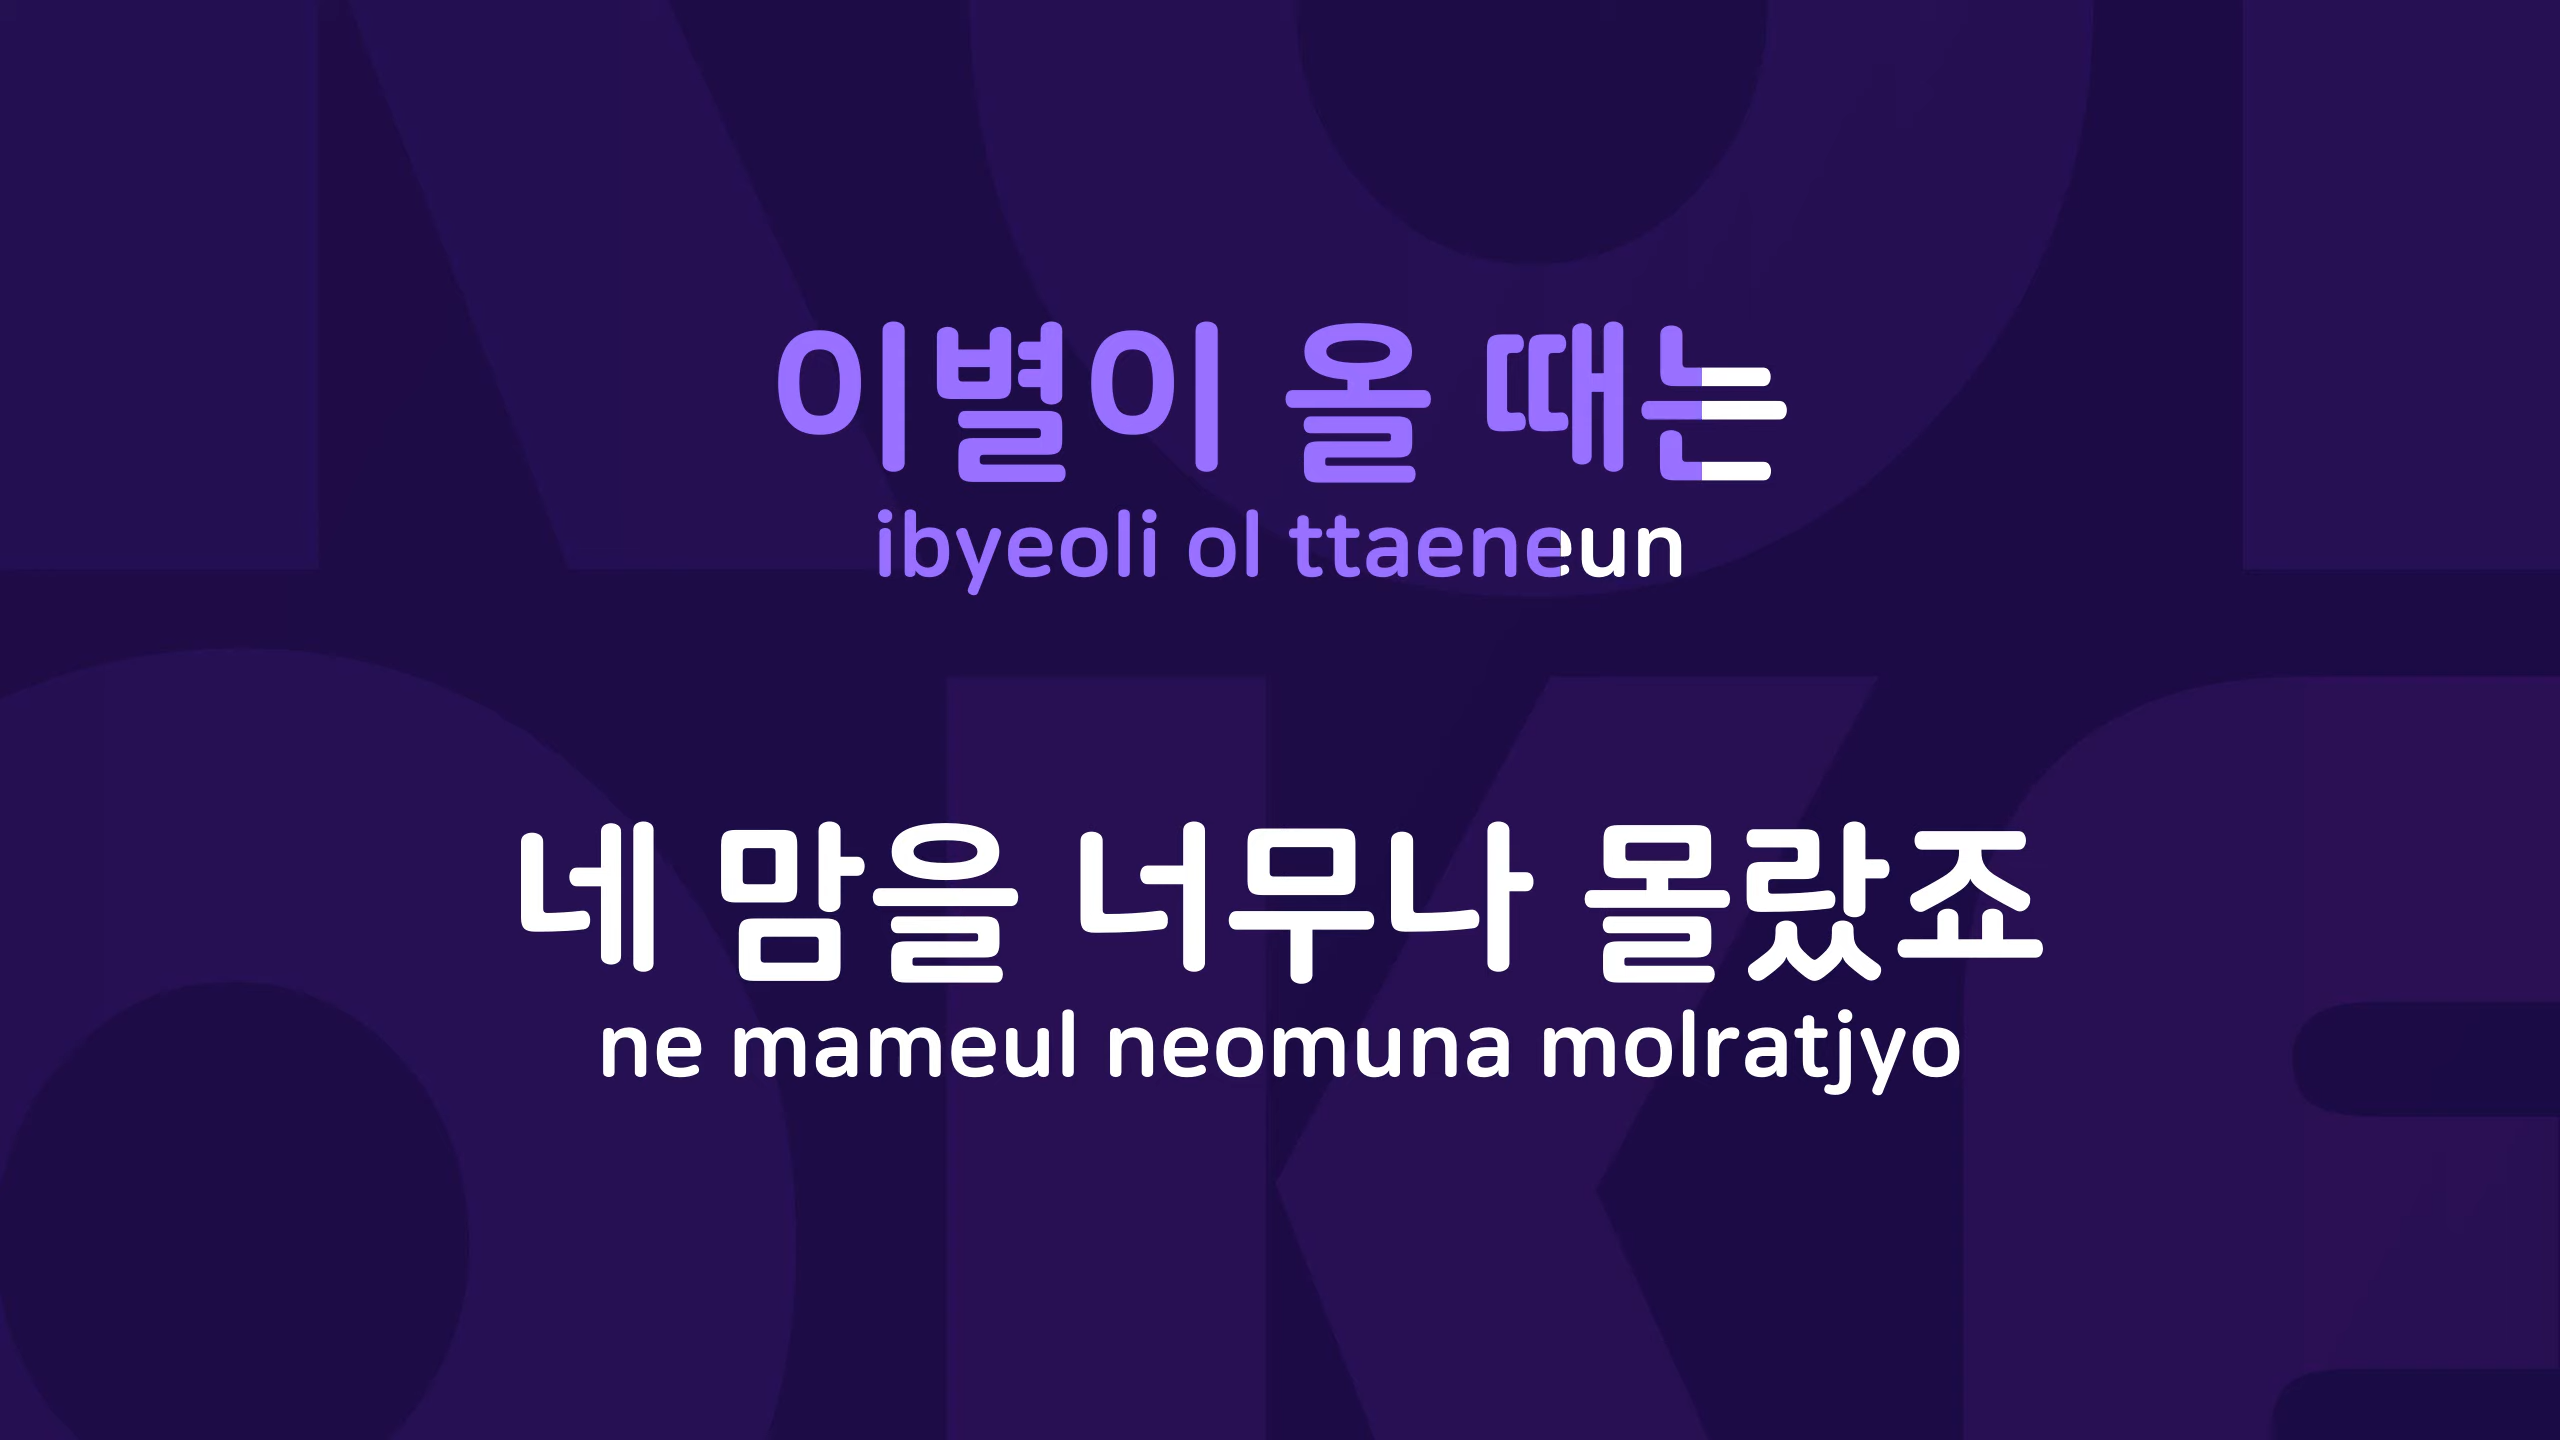 이별이 올 때는
ibyeoli ol ttaeneun
네 맘을 너무나 몰랐죠
ne mameul neomuna molratjyo